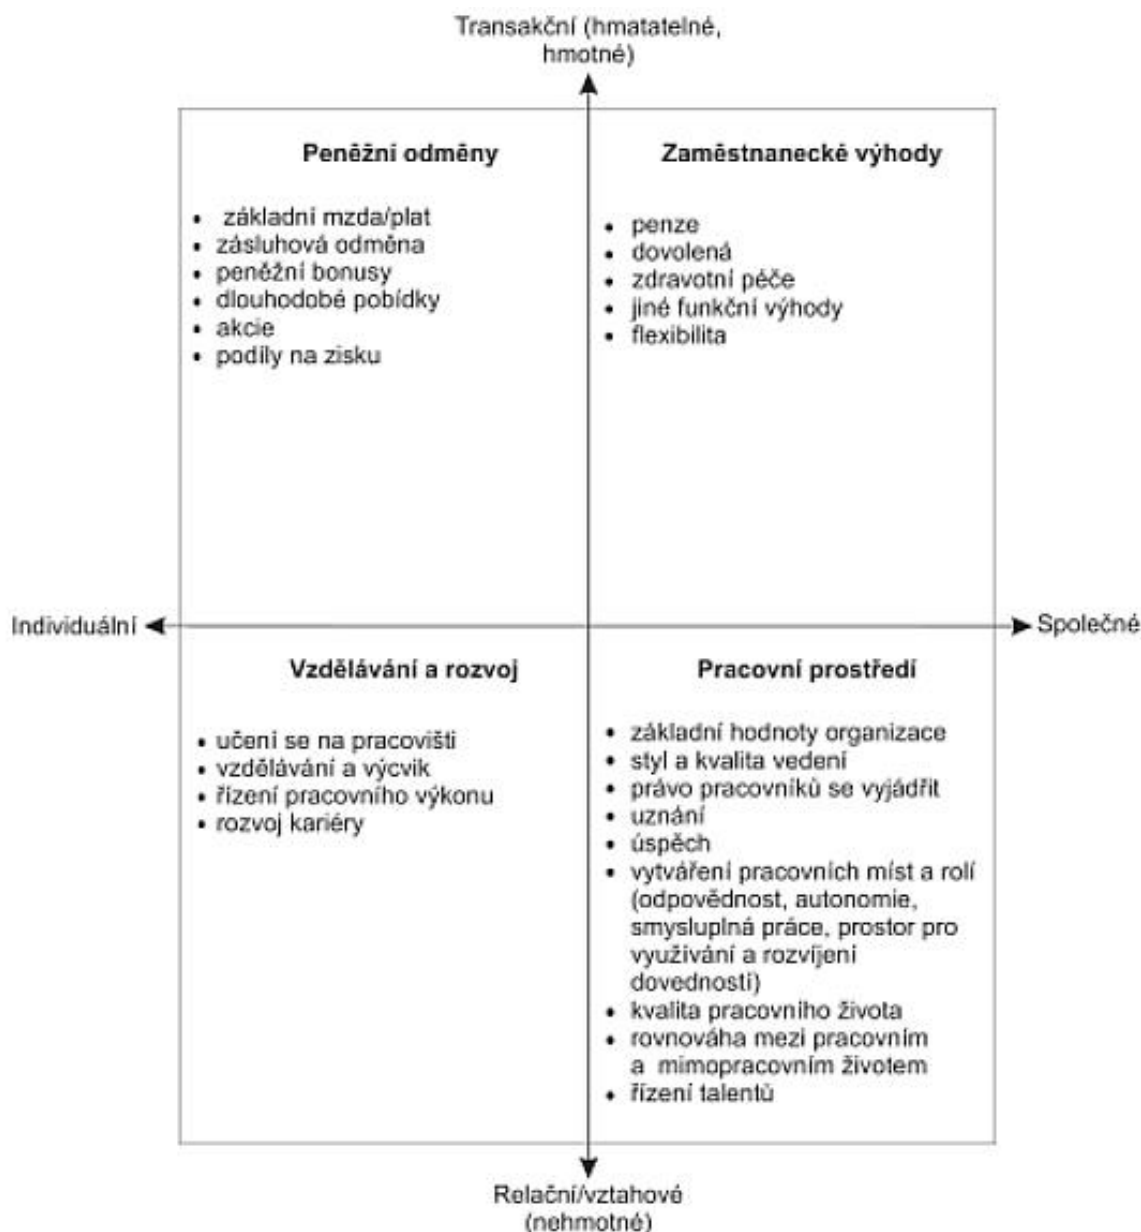 Transakční (hmatatelné,
hmotné)
Peněžní odměny
• základní mzda/plat
• zásluhová odměna
• peněžní bonusy
• dlouhodobé pobídky
• akcie
• podíly na zisku
Zaměstnanecké výhody
• penze
• dovolená
• zdravotní péče
• jiné funkční výhody
• flexibilita
Individuální
Společné
Vzdělávání a rozvoj
• učení se na pracovišti
• vzdělávání a výcvik
• řízení pracovního výkonu
• rozvoj kariéry
Pracovní prostředí
• základní hodnoty organizace
• styl a kvalita vedení
• právo pracovníků se vyjádřit
• uznání
• úspěch
• vytváření pracovních míst a rolí
(odpovědnost, autonomie,
smysluplná práce, prostor pro
využívání a rozvíjení
dovedností)
• kvalita pracovního života
• rovnováha mezi pracovním
a mimopracovním životem
• řízení talentů
Relační/vztahové
(nehmotné)